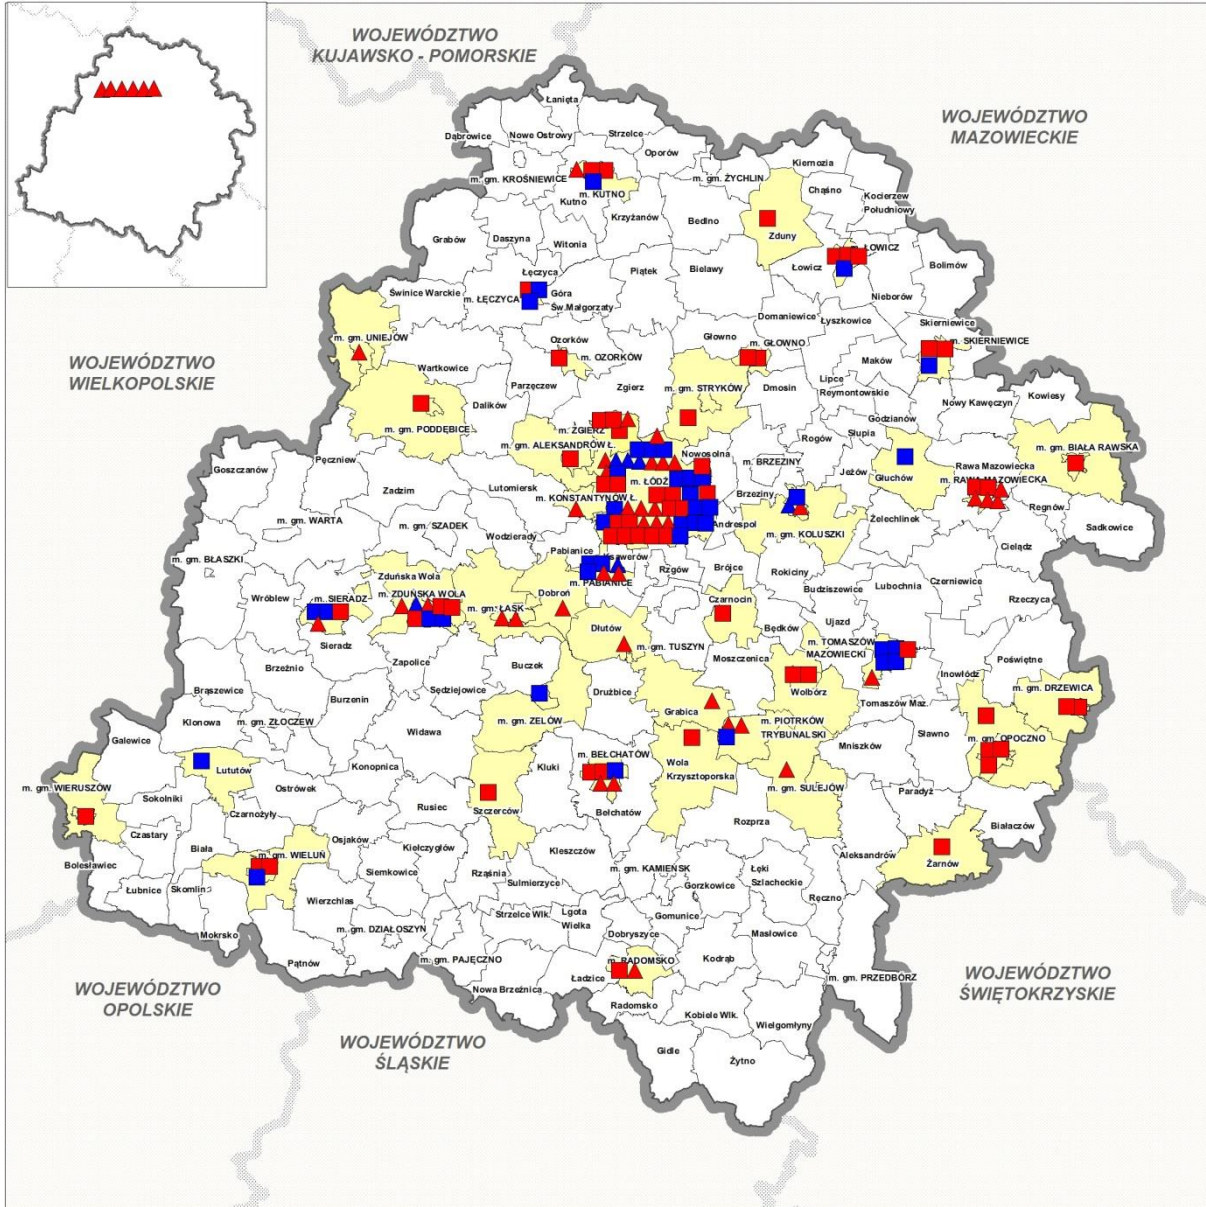 WOJEWÓDZTWO
KUJAWSKO - POMORSKIE
WOJEWÓDZTWO
MAZOWIECKIE
Łanięta
Dąbrowice
Nowe Ostrowy
Strzelce
Oporów
m. gm. KROŚNIEWICE
m. KUTNO
Kutno
Krzyżanów
Bedlno
m. gm. ŻYCHLIN
Kiernozia
Chąśno
Kocierzew
Południowy
Zduny
ŁOWICZ
Łowicz
Bolimów
Nieborów
Grabów
Daszyna
Witonia
Łęczyca
m. ŁĘCZYCA
Góra
Św.Małgorzaty
Piątek
Bielawy
Domaniewice
Łyszkowice
Skierniewice
m. SKIERNIEWICE
Maków
Świnice Warckie
m. gm. UNIEJÓW
WOJEWÓDZTWO
WIELKOPOLSKIE
Wartkowice
Ozorków
m. OZORKÓW
Parzęczew
Zgierz
Głowno
m. GŁOWNO
Dmosin
Lipce
Reymontowskie
Nowy Kawęczyn
Kowiesy
Godzianów
m. gm. PODDĘBICE
Dalików
m. ZGIERZ
m. gm. STRYKÓW
m. gm. ALEKSANDRÓW Ł.
Nowosolna
m. BRZEZINY
Rogów
Słupia
Jeżów
Głuchów
m. gm. BIAŁA RAWSKA
Rawa Mazowiecka
m. RAWA MAZOWIECKA
Regnów
Sadkowice
Goszczanów
Pęczniew
Zadzim
Lutomiersk
m. ŁÓDŹ
m. KONSTANTYNÓW Ł.
Brzeziny
Andrespol
m. gm. KOLUSZKI
Żelechlinek
Cielądz
m. gm. WARTA
m. gm. SZADEK
Wodzierady
m. gm. BŁASZKI
Pabianice
Ksawerów
m. PABIANICE
Rzgów
Brójce
Rokiciny
Budziszewice
Lubochnia
Czerniewice
Rzeczyca
Wróblew
m. SIERADZ
Sieradz
Zduńska Wola
m. ZDUŃSKA WOLA
m. gm. ŁASK
Dobroń
Dłutów
m. gm. TUSZYN
Czarnocin
Będków
Ujazd
m. TOMASZÓW
MAZOWIECKI
Inowłódz
Poświętne
Zapolice
Buczek
Moszczenica
Wolbórz
Tomaszów Maz.
m. gm. DRZEWICA
Brzeźnio
Brąszewice
Burzenin
Sędziejowice
m. gm. ZELÓW
Drużbice
Grabica
m. PIOTRKÓW
TRYBUNALSKI
Mniszków
Sławno
m. gm. OPOCZNO
Klonowa
m. gm. ZŁOCZEW
Widawa
Galewice
Lututów
Konopnica
Kluki
m. BEŁCHATÓW
Wola
Krzysztoporska
m. gm. SULEJÓW
Paradyż
m. gm. WIERUSZÓW
Sokolniki
Ostrówek
Czarnożyły
Rusiec
Szczerców
Bełchatów
Rozprza
Białaczów
Czastary
Biała
Osjaków
Kiełczygłów
Kleszczów
Aleksandrów
Żarnów
Bolesławiec
Łubnice
Skomlin
m. gm. WIELUŃ
Wierzchlas
Siemkowice
Rząśnia
Sulmierzyce
m. gm. KAMIEŃSK
Gorzkowice
Łęki
Szlacheckie
Ręczno
Mokrsko
m. gm. DZIAŁOSZYN
Strzelce Wlk.
Lgota
Wielka
Gomunice
Dobryszyce
Masłowice
Pątnów
m. gm. PAJĘCZNO
Ładzice
m. RADOMSKO
Kodrąb
m. gm. PRZEDBÓRZ
Nowa Brzeźnica
Radomsko
Kobiele Wlk.
Wielgomłyny
Gidle
Żytno
WOJEWÓDZTWO
OPOLSKIE
WOJEWÓDZTWO
ŚLĄSKIE
WOJEWÓDZTWO
ŚWIĘTOKRZYSKIE